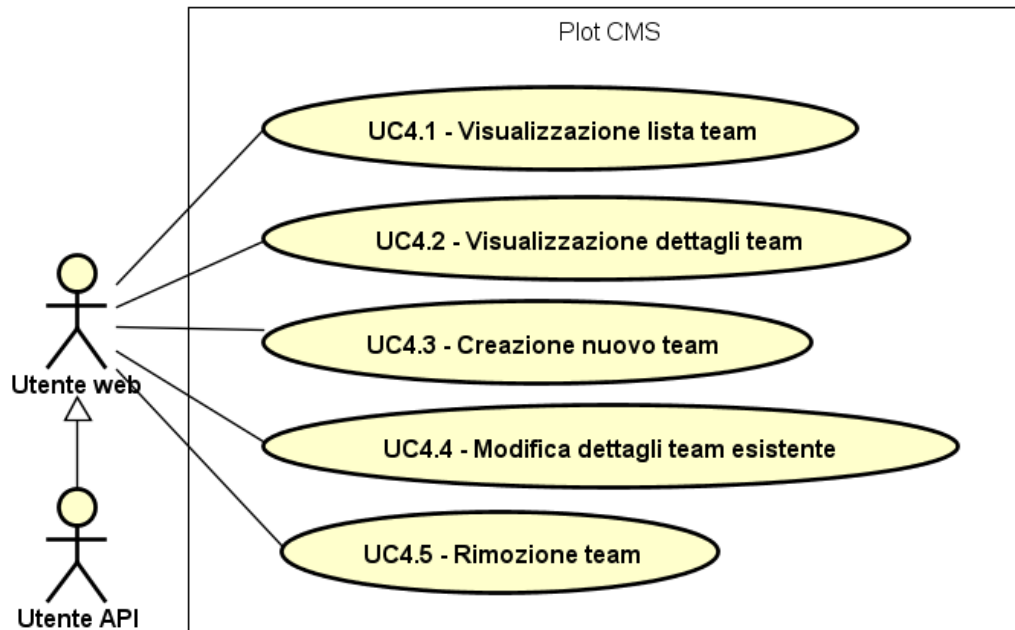 Plot CMS
UC4.1 - Visualizzazione lista team
UC4.2 - Visualizzazione dettagli team
UC4.3 - Creazione nuovo team
Utente web
UC4.4 - Modifica dettagli team esistente
UC4.5 - Rimozione team
Utente API